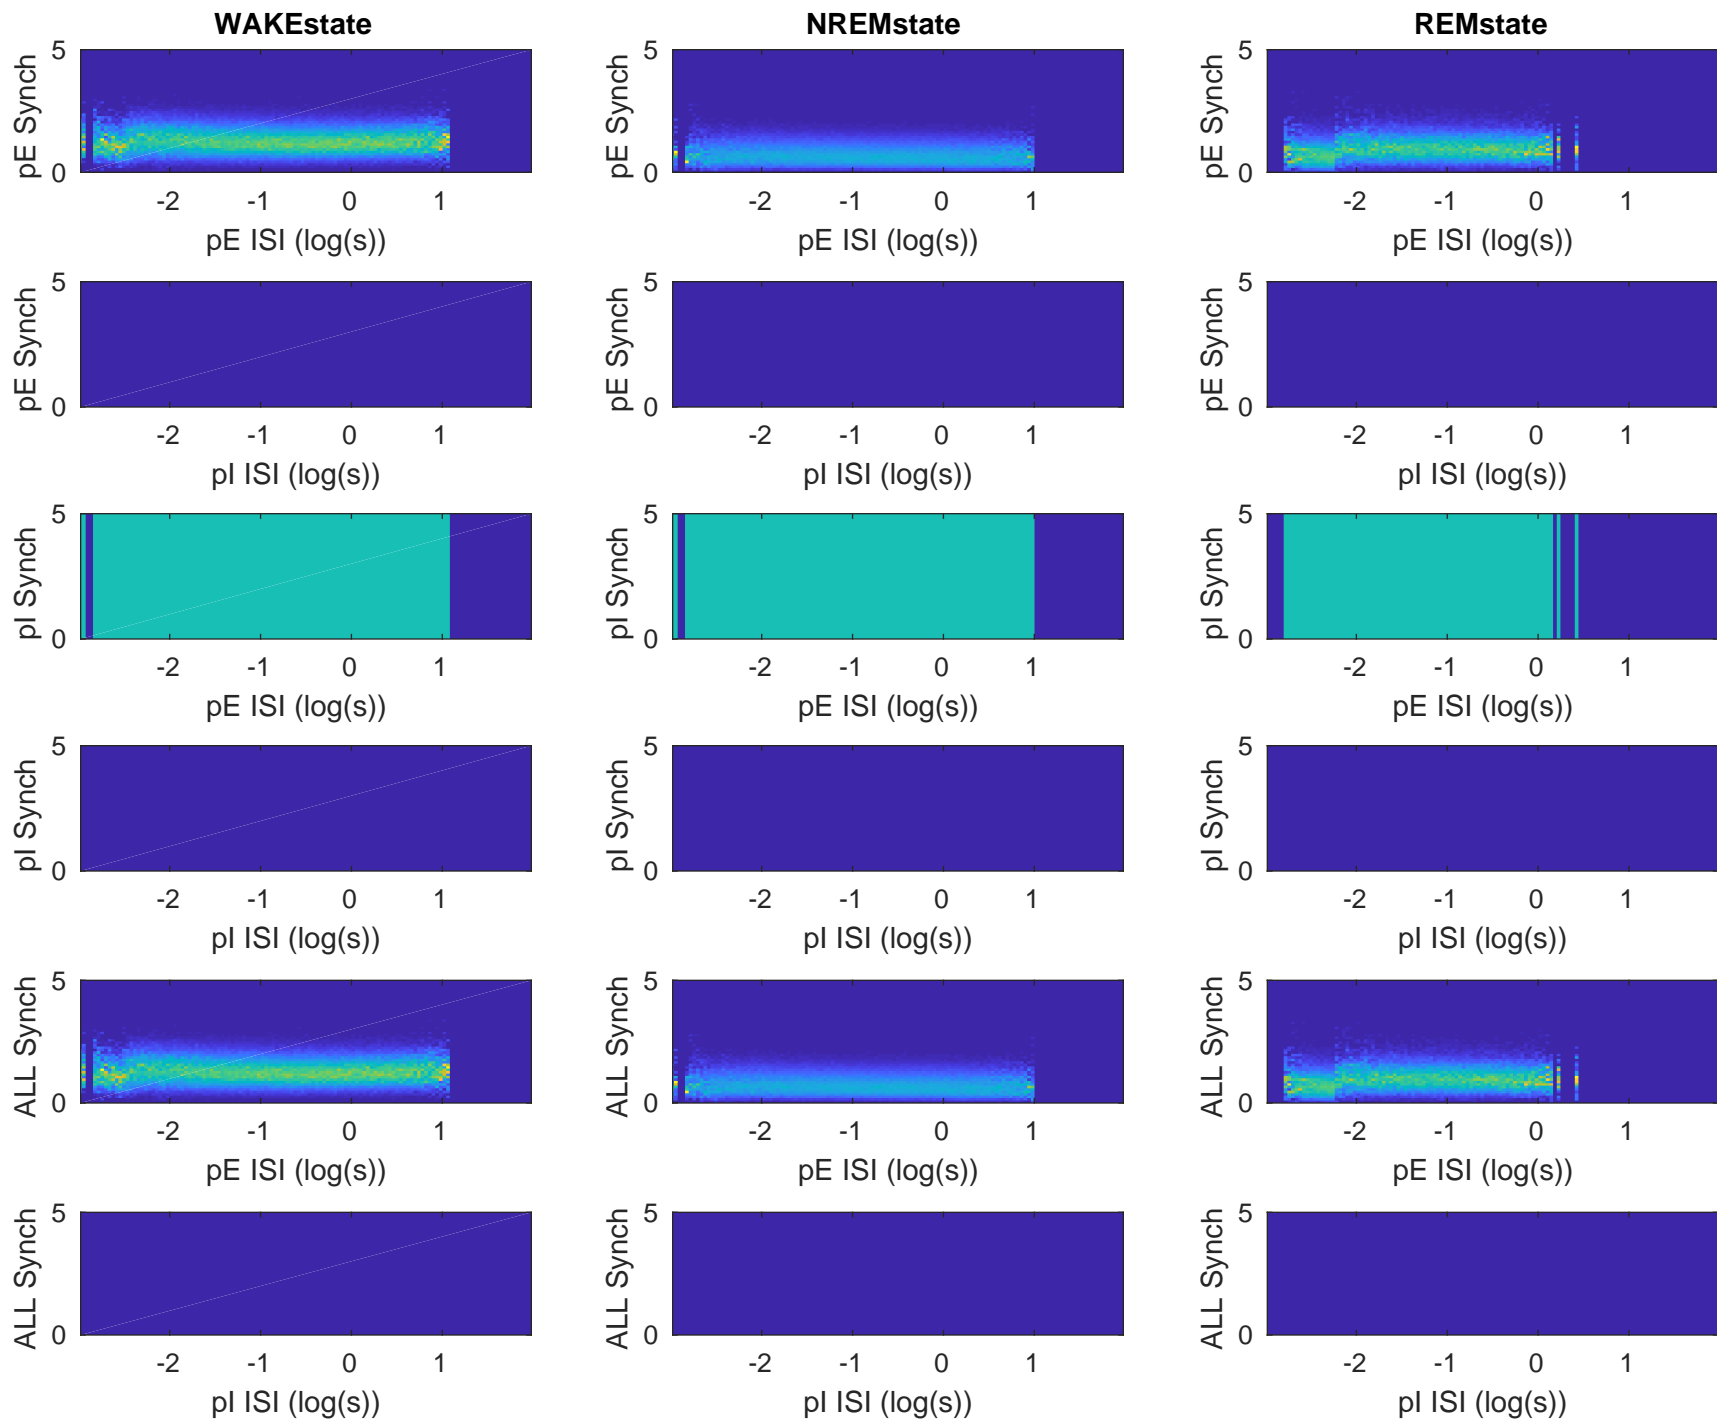 WAKEstate NREMstate REMstate
5 5 5
pE Synch pE Synch pE Synch
0 0 0
-2 -1 0 1 -2 -1 0 1 -2 -1 0 1
pE ISI (log(s)) pE ISI (log(s)) pE ISI (log(s))
5 5 5
pE Synch pE Synch pE Synch
0 0 0
-2 -1 0 1 -2 -1 0 1 -2 -1 0 1
pI ISI (log(s)) pI ISI (log(s)) pI ISI (log(s))
5 5 5
pI Synch pI Synch pI Synch
0 0 0
-2 -1 0 1 -2 -1 0 1 -2 -1 0 1
pE ISI (log(s)) pE ISI (log(s)) pE ISI (log(s))
5 5 5
pI Synch pI Synch pI Synch
0 0 0
-2 -1 0 1 -2 -1 0 1 -2 -1 0 1
pI ISI (log(s)) pI ISI (log(s)) pI ISI (log(s))
5 5 5
ALL Synch ALL Synch ALL Synch
0 0 0
-2 -1 0 1 -2 -1 0 1 -2 -1 0 1
pE ISI (log(s)) pE ISI (log(s)) pE ISI (log(s))
5 5 5
ALL Synch ALL Synch ALL Synch
0 0 0
-2 -1 0 1 -2 -1 0 1 -2 -1 0 1
pI ISI (log(s)) pI ISI (log(s)) pI ISI (log(s))